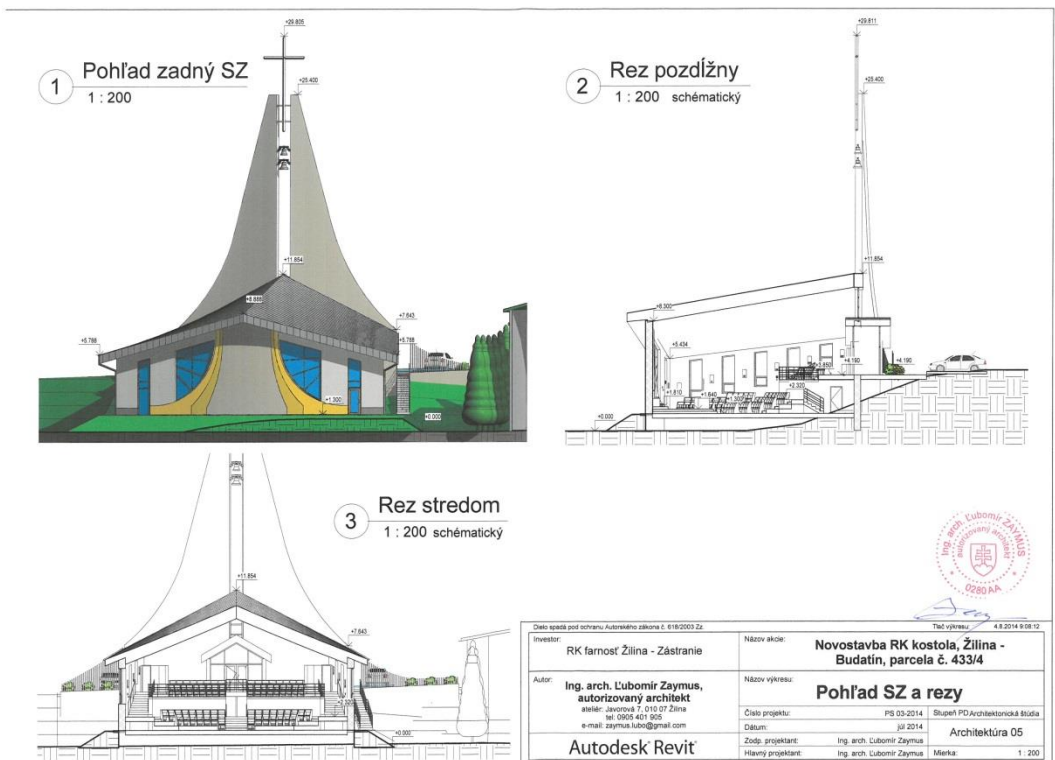 1 Pohľad zadný SZ
1 : 200
+29.805
+25.400
+11.854
+8.888
+7.643
+5.788
+5.788
+1.300
+0.000
2 Rez pozdĺžny
1 : 200 schématický
+29.811
+25.400
+11.854
+8.300
+5.434
+4.190
+4.190
+2.320
+1.810
+1.640
+1.300
+0.000
3 Rez stredom
1 : 200 schématický
+11.854
+7.643
+0.000
Ing. arch. Ľubomír ZAYMUS
autorizovaný architekt
* 0280 AA *
Dielo spadá pod ochranu Autorského zákona č. 618/2003 Zz.
Tlač výkresu: 4.8.2014 9:08:12
Investor:
RK farnosť Žilina - Zástranie
Názov akcie:
Novostavba RK kostola, Žilina -
Budatín, parcela č. 433/4
Autor:
Ing. arch. Ľubomír Zaymus,
autorizovaný architekt
ateliér: Javorová 7, 010 07 Žilina
tel: 0905 401 905
e-mail: zaymus.lubo@gmail.com
Autodesk Revit
Názov výkresu:
Pohľad SZ a rezy
Číslo projektu: PS 03-2014
Stupeň PD: Architektonická štúdia
Dátum: júl 2014
Architektúra 05
Zodp. projektant: Ing. arch. Ľubomír Zaymus
Hlavný projektant: Ing. arch. Ľubomír Zaymus
Mierka: 1 : 200